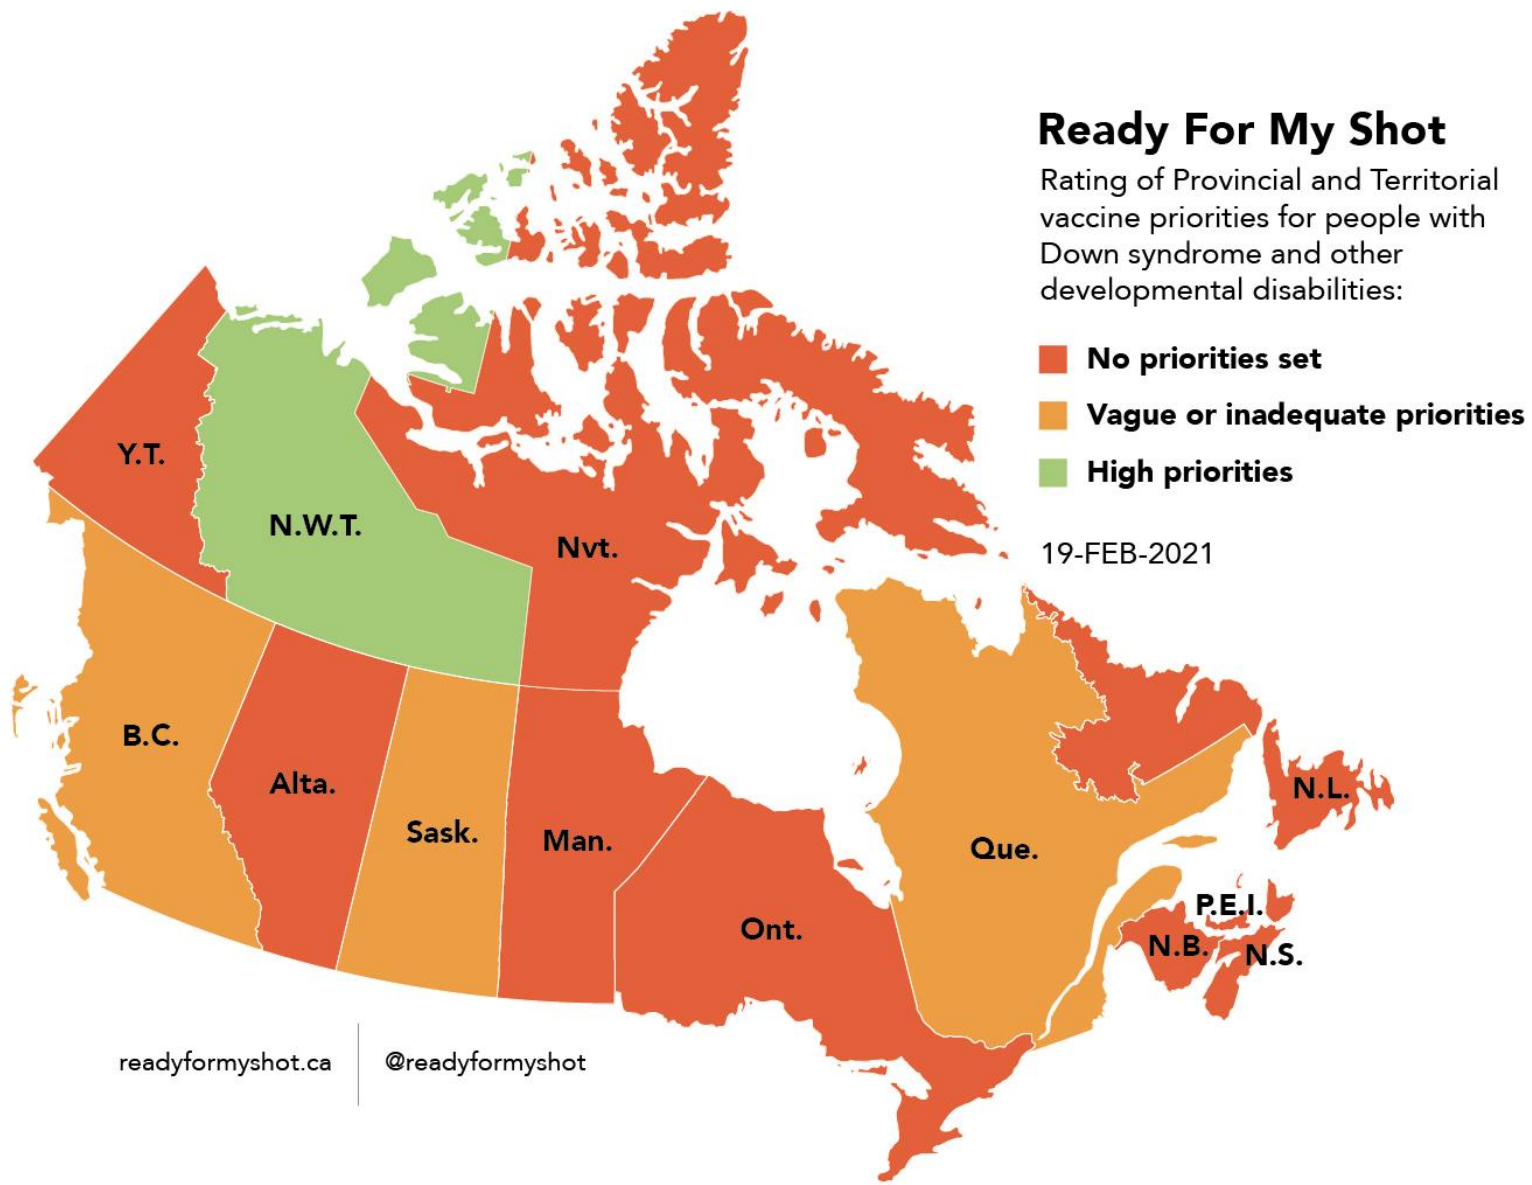 Ready For My Shot
Rating of Provincial and Territorial
vaccine priorities for people with
Down syndrome and other
developmental disabilities:
No priorities set
Vague or inadequate priorities
High priorities
19-FEB-2021
Y.T.
N.W.T.
Nvt.
B.C.
Alta.
Sask.
Man.
Ont.
Que.
N.L.
P.E.I.
N.B.
N.S.
readyformyshot.ca
@readyformyshot